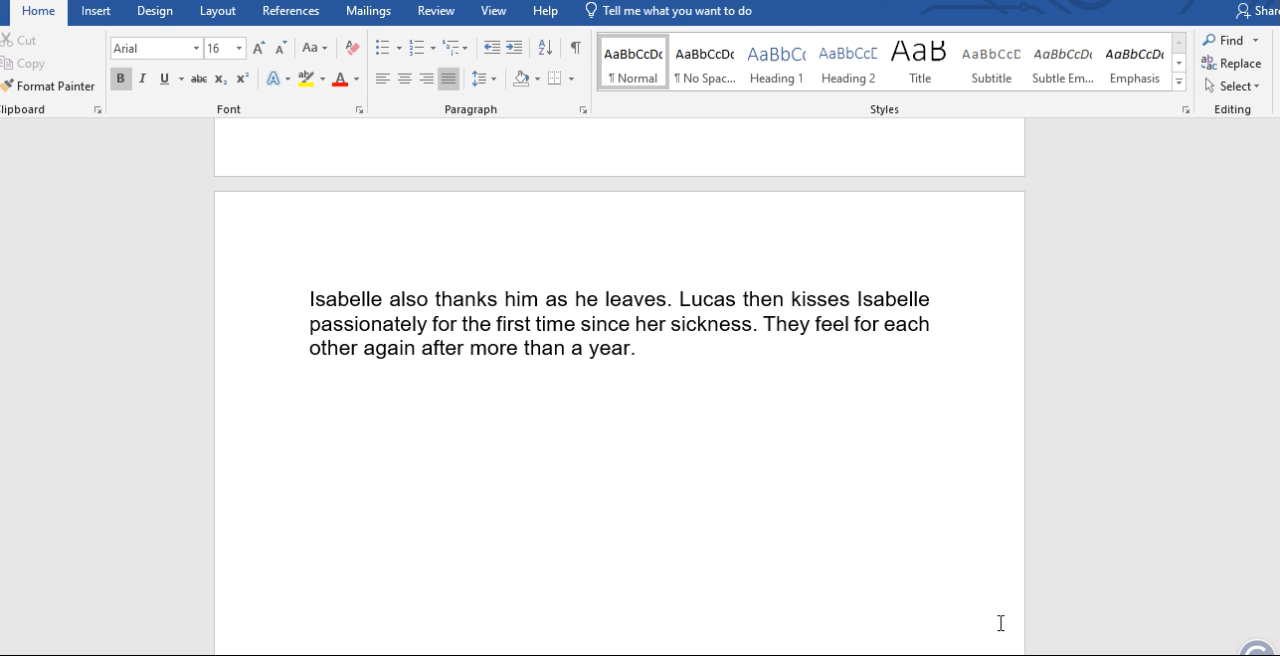 Home Insert Design Layout References Mailings Review View Help Tell me what you want to do Shar
Cut
Copy
Format Painter
lipboard
Arial 16 Aa
B I U abc X₂ X² A ab A
Font
Paragraph
AaBbCcDc AaBbCcDc AaBbC( AaBbCcD AaB AaBbCcD AaBbCcDc AaBbCcDc
¶ Normal ¶ No Spac... Heading 1 Heading 2 Title Subtitle Subtle Em... Emphasis
Styles
Find
Replace
Select
Editing
Isabelle also thanks him as he leaves. Lucas then kisses Isabelle
passionately for the first time since her sickness. They feel for each
other again after more than a year.